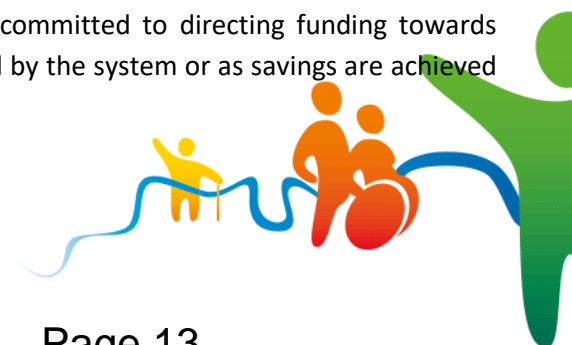 committed to directing funding towards
by the system or as savings are achieved
Page 13